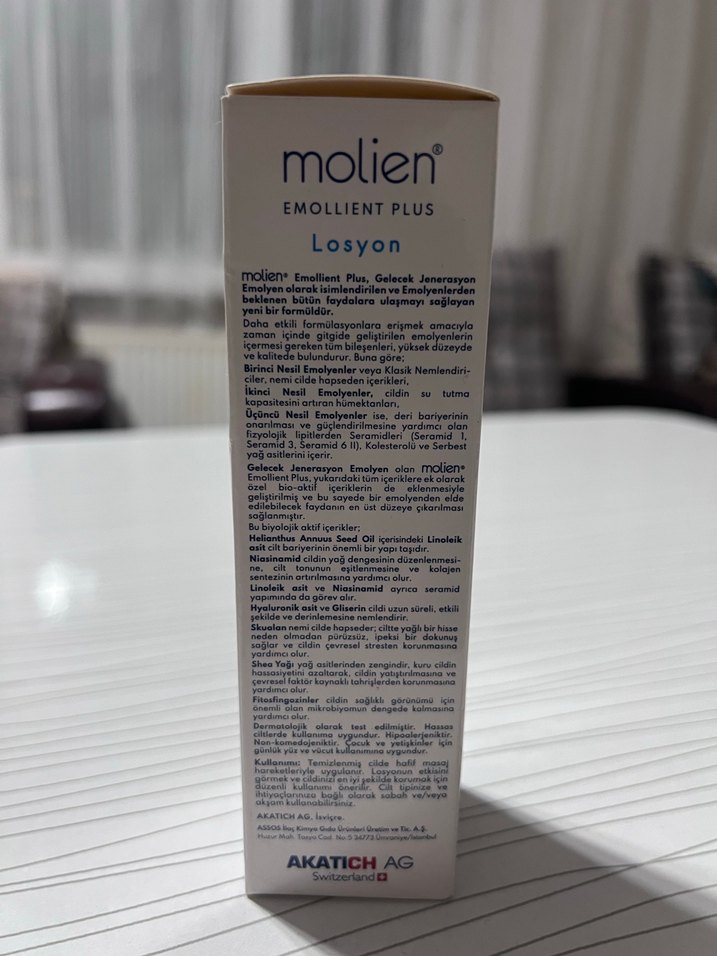 molien®
EMOLLIENT PLUS
Losyon
molien® Emollient Plus, Gelecek Jenerasyon
Emolyen olarak isimlendirilen ve Emolyenlerden
beklenen bütün faydalara ulaşmayı sağlayan
yeni bir formüldür.
Daha etkili formülasyonlara erişmek amacıyla
zaman içinde gitgide geliştirilen emolyenlerin
içermesi gereken tüm bileşenleri, yüksek düzeyde
ve kalitede bulundurur. Buna göre;
Birinci Nesil Emolyenler veya Klasik Nemlendiri-
ciler, nemi cilde hapseden içerikleri,
İkinci Nesil Emolyenler, cildin su tutma
kapasitesini artıran hümektanları,
Üçüncü Nesil Emolyenler ise, deri bariyerinin
onarılması ve güçlendirilmesine yardımcı olan
fizyolojik lipitlerden Seramidleri (Seramid 1,
Seramid 3, Seramid 6 II), Kolesterolü ve Serbest
yağ asitlerini içerir.
Gelecek Jenerasyon Emolyen olan molien®
Emollient Plus, yukarıdaki tüm içeriklere ek olarak
özel bio-aktif içeriklerin de eklenmesiyle
geliştirilmiş ve bu sayede bir emolyenden elde
edilebilecek faydanın en üst düzeye çıkarılması
sağlanmıştır.
Bu biyolojik aktif içerikler;
Helianthus Annuus Seed Oil içerisindeki Linoleik
asit cilt bariyerinin önemli bir yapı taşıdır.
Niasinamid cildin yağ dengesinin düzenlenmesi-
ne, cilt tonunun eşitlenmesine ve kolajen
sentezinin artırılmasına yardımcı olur.
Linoleik asit ve Niasinamid ayrıca seramid
yapımında da görev alır.
Hyaluronik asit ve Gliserin cildi uzun süreli, etkili
şekilde ve derinlemesine nemlendirir.
Skualan nemi cilde hapseder; ciltte yağlı bir hisse
neden olmadan pürüzsüz, ipeksi bir dokunuş
sağlar ve cildin çevresel stresten korunmasına
yardımcı olur.
Shea Yağı yağ asitlerinden zengindir, kuru cildin
hassasiyetini azaltarak, cildin yatıştırılmasına ve
çevresel faktör kaynaklı tahrişlerden korunmasına
yardımcı olur.
Fitosfingozinler cildin sağlıklı görünümü için
önemli olan mikrobiyomun dengede kalmasına
yardımcı olur.
Dermatolojik olarak test edilmiştir. Hassas
ciltlerde kullanıma uygundur. Hipoalerjeniktir.
Non-komedojeniktir. Çocuk ve yetişkinler için
günlük yüz ve vücut kullanımına uygundur.
Kullanımı: Temizlenmiş cilde hafif masaj
hareketleriyle uygulanır. Losyonun etkisini
görmek ve cildinizi en iyi şekilde korumak için
düzenli kullanımı önerilir. Cilt tipinize ve
ihtiyaçlarınıza bağlı olarak sabah ve/veya
akşam kullanabilirsiniz.
AKATICH AG. İsviçre.
ASSOS İlaç Kimya Gıda Ürünleri Üretim ve Tic. A.Ş.
Huzur Mah. Tasya Cad. No:5 34773 Ümraniye/İstanbul
AKATICH AG
Switzerland